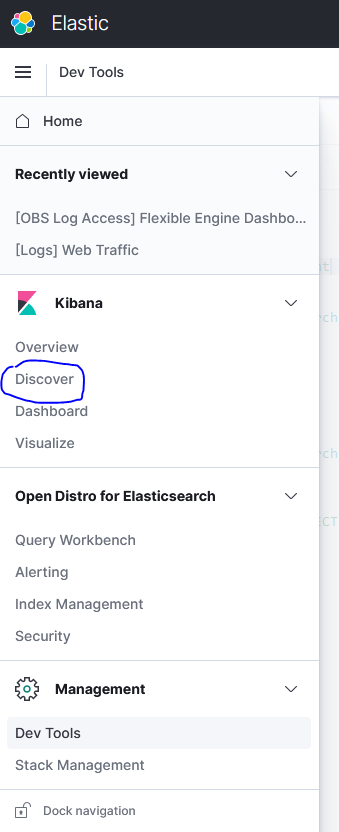 Elastic
Dev Tools
Home
Recently viewed
[OBS Log Access] Flexible Engine Dashbo...
[Logs] Web Traffic
Kibana
Overview
Discover
Dashboard
Visualize
Open Distro for Elasticsearch
Query Workbench
Alerting
Index Management
Security
Management
Dev Tools
Stack Management
Dock navigation